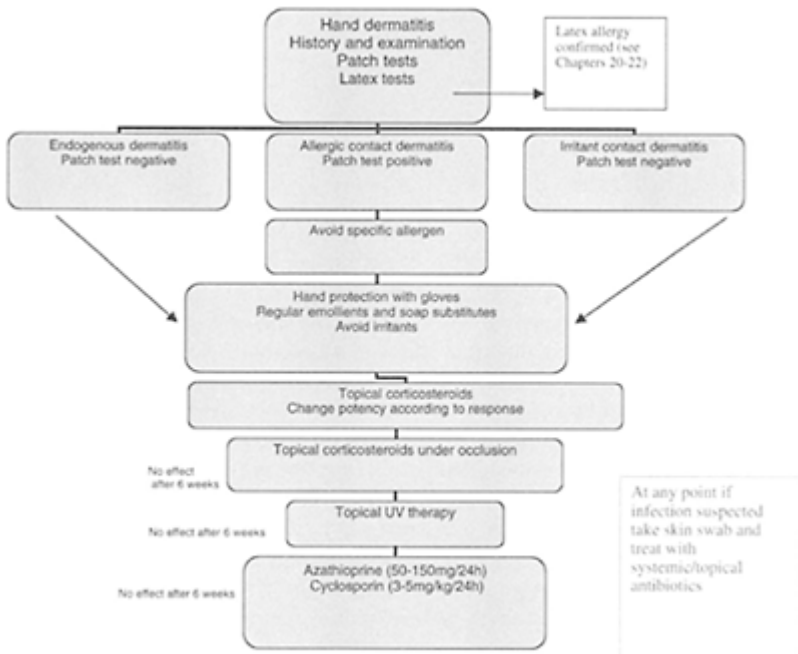 Hand dermatitis
History and examination
Patch tests
Latex tests
Latex allergy
confirmed (see
Chapters 20-22)
Endogenous dermatitis
Patch test negative
Allergic contact dermatitis
Patch test positive
Irritant contact dermatitis
Patch test negative
Avoid specific allergen
Hand protection with gloves
Regular emollients and soap substitutes
Avoid irritants
Topical corticosteroids
Change potency according to response
Topical corticosteroids under occlusion
No effect
after 6 weeks
Topical UV therapy
No effect after 6 weeks
Azathioprine (50-150mg/24h)
Cyclosporin (3-5mg/kg/24h)
No effect after 6 weeks
At any point if
infection suspected
take skin swab and
treat with
systemic/topical
antibiotics